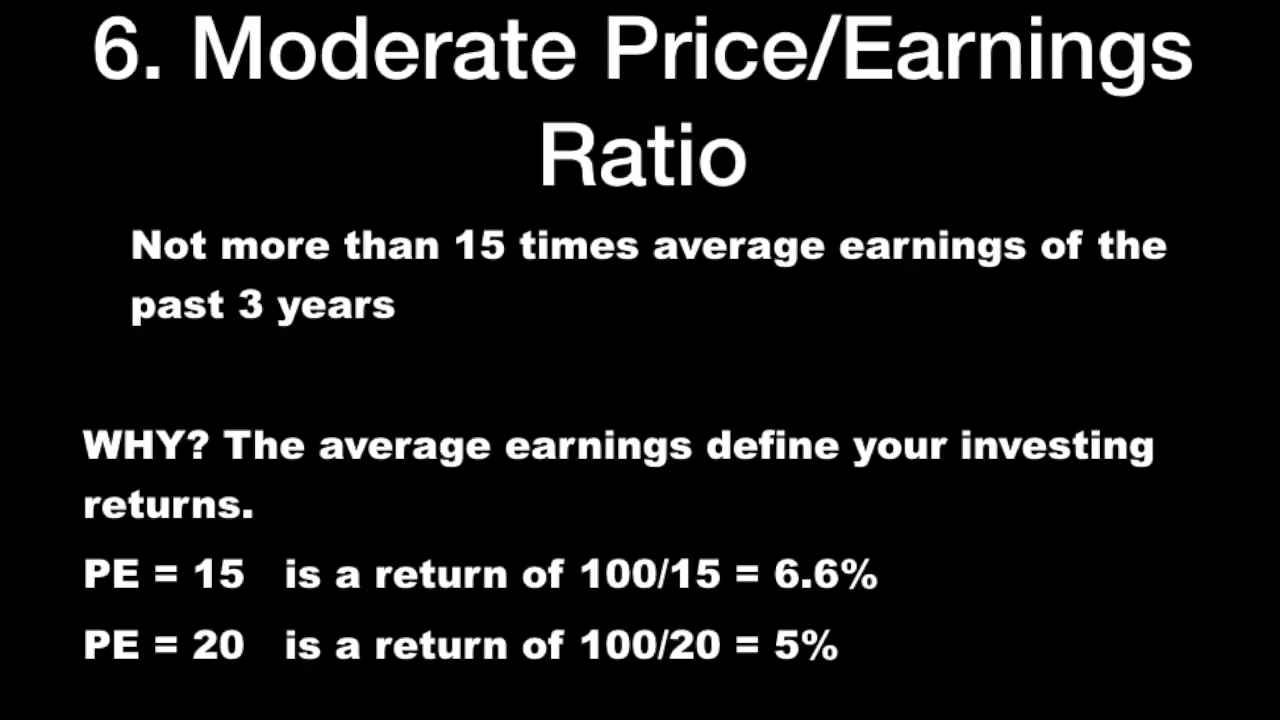 6. Moderate Price/Earnings
Ratio
Not more than 15 times average earnings of the
past 3 years
WHY? The average earnings define your investing
returns.
PE = 15 is a return of 100/15 = 6.6%
PE = 20 is a return of 100/20 = 5%